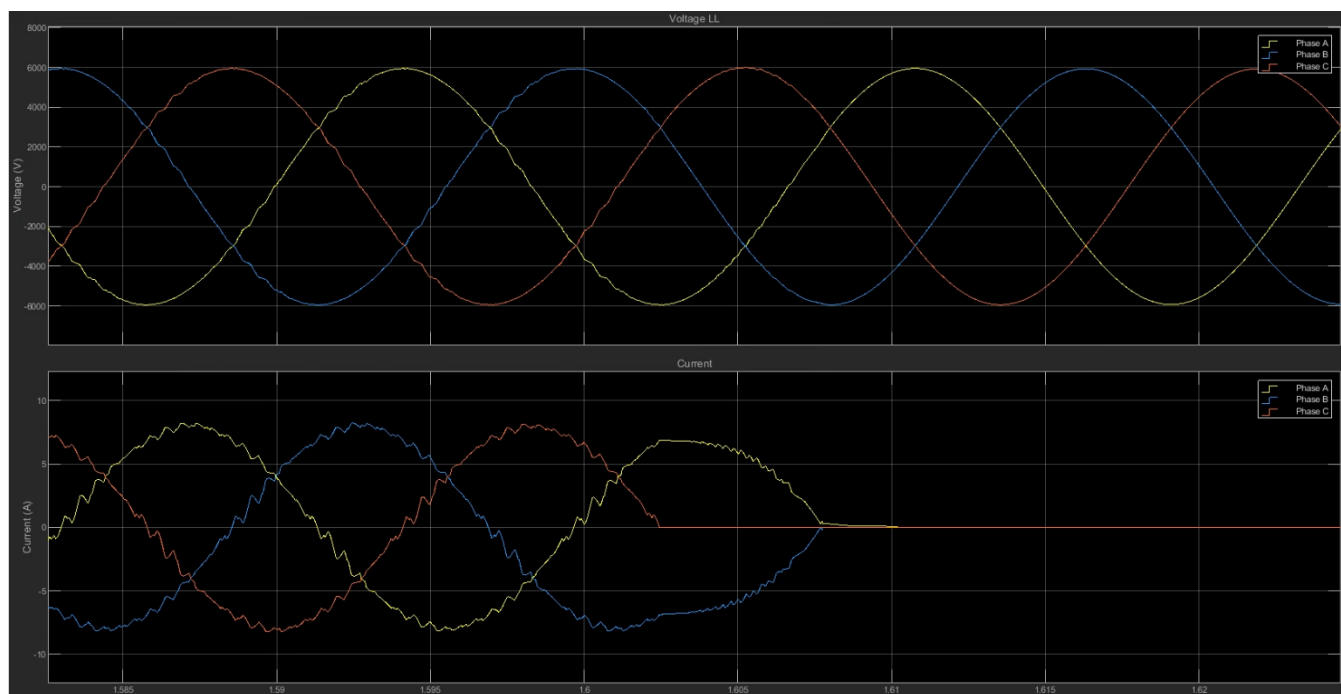 Voltage LL
Voltage (V)
8000
6000
4000
2000
0
-2000
-4000
-6000
Phase A
Phase B
Phase C
Current
Current (A)
10
5
0
-5
-10
Phase A
Phase B
Phase C
1.585 1.59 1.595 1.6 1.605 1.61 1.615 1.62